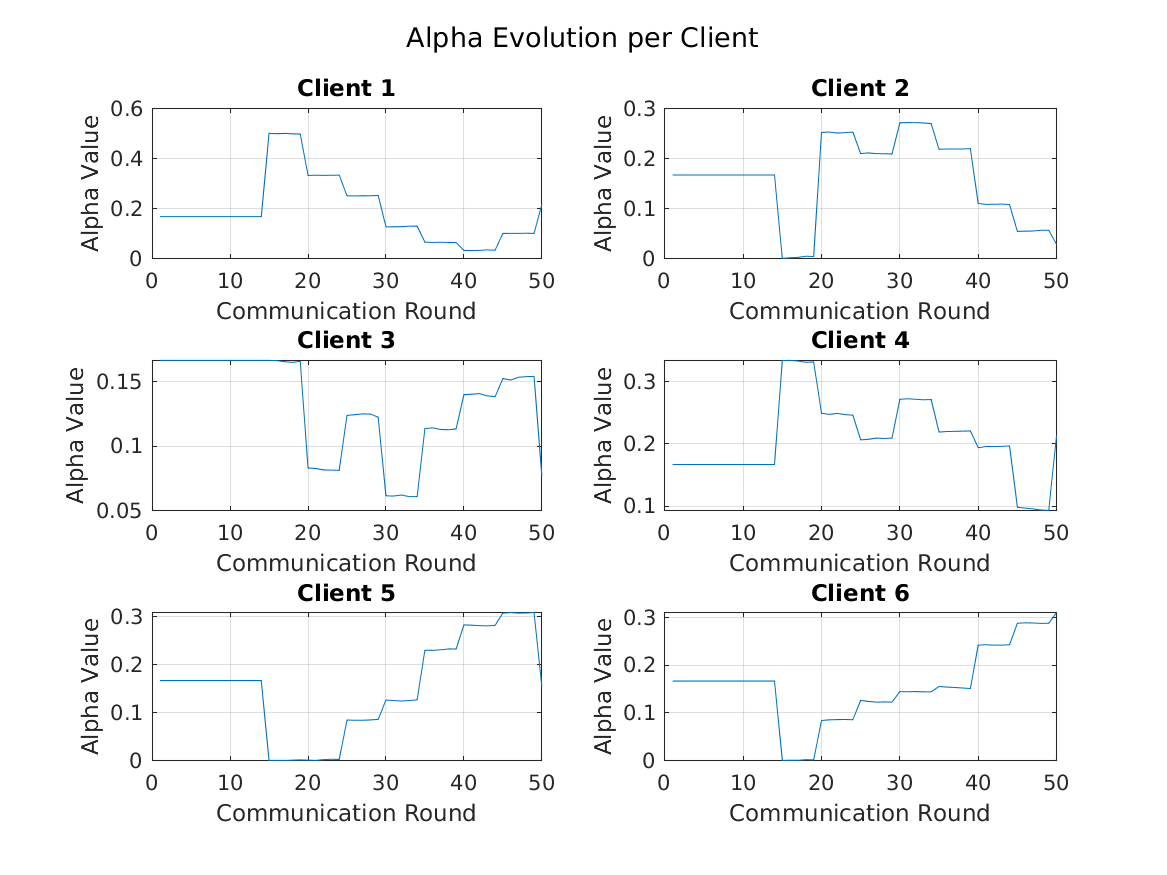 Alpha Evolution per Client
Client 1
Alpha Value
0.6
0.4
0.2
0
0 10 20 30 40 50
Communication Round
Client 2
Alpha Value
0.3
0.2
0.1
0
0 10 20 30 40 50
Communication Round
Client 3
Alpha Value
0.15
0.1
0.05
0 10 20 30 40 50
Communication Round
Client 4
Alpha Value
0.3
0.2
0.1
0 10 20 30 40 50
Communication Round
Client 5
Alpha Value
0.3
0.2
0.1
0
0 10 20 30 40 50
Communication Round
Client 6
Alpha Value
0.3
0.2
0.1
0
0 10 20 30 40 50
Communication Round